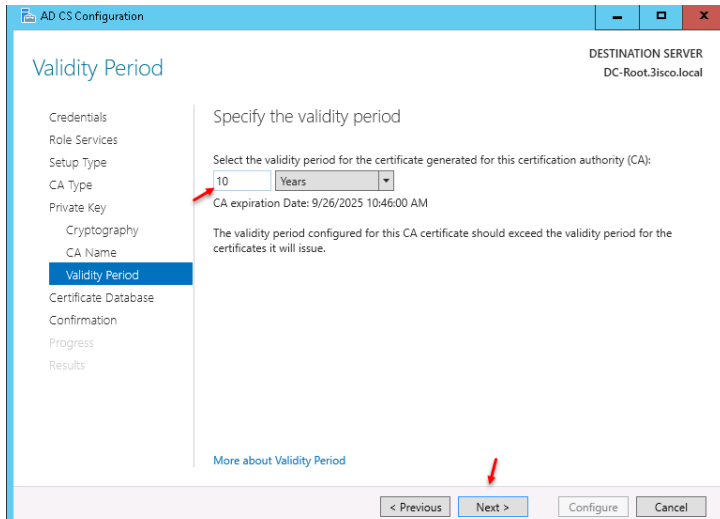 AD CS Configuration
Validity Period
DESTINATION SERVER
DC-Root.3isco.local
Credentials
Role Services
Setup Type
CA Type
Private Key
Cryptography
CA Name
Validity Period
Certificate Database
Confirmation
Progress
Results
Specify the validity period
Select the validity period for the certificate generated for this certification authority (CA):
10 Years
CA expiration Date: 9/26/2025 10:46:00 AM
The validity period configured for this CA certificate should exceed the validity period for the
certificates it will issue.
More about Validity Period
< Previous Next > Configure Cancel